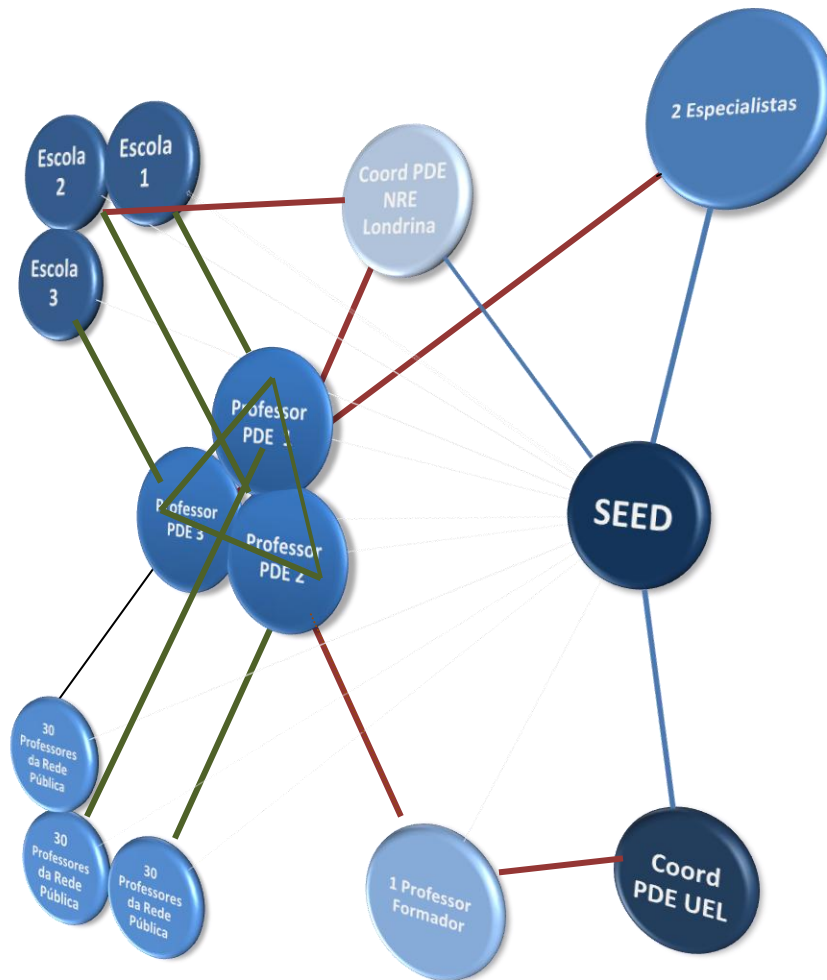 2 Especialistas
Escola
1
Escola
2
Coord PDE
NRE
Londrina
Escola
3
Professor
PDE 1
SEED
Professor
PDE 3
Professor
PDE 2
30
Professores
da Rede
Pública
30
Professores
da Rede
Pública
30
Professores
da Rede
Pública
1 Professor
Formador
Coord
PDE UEL